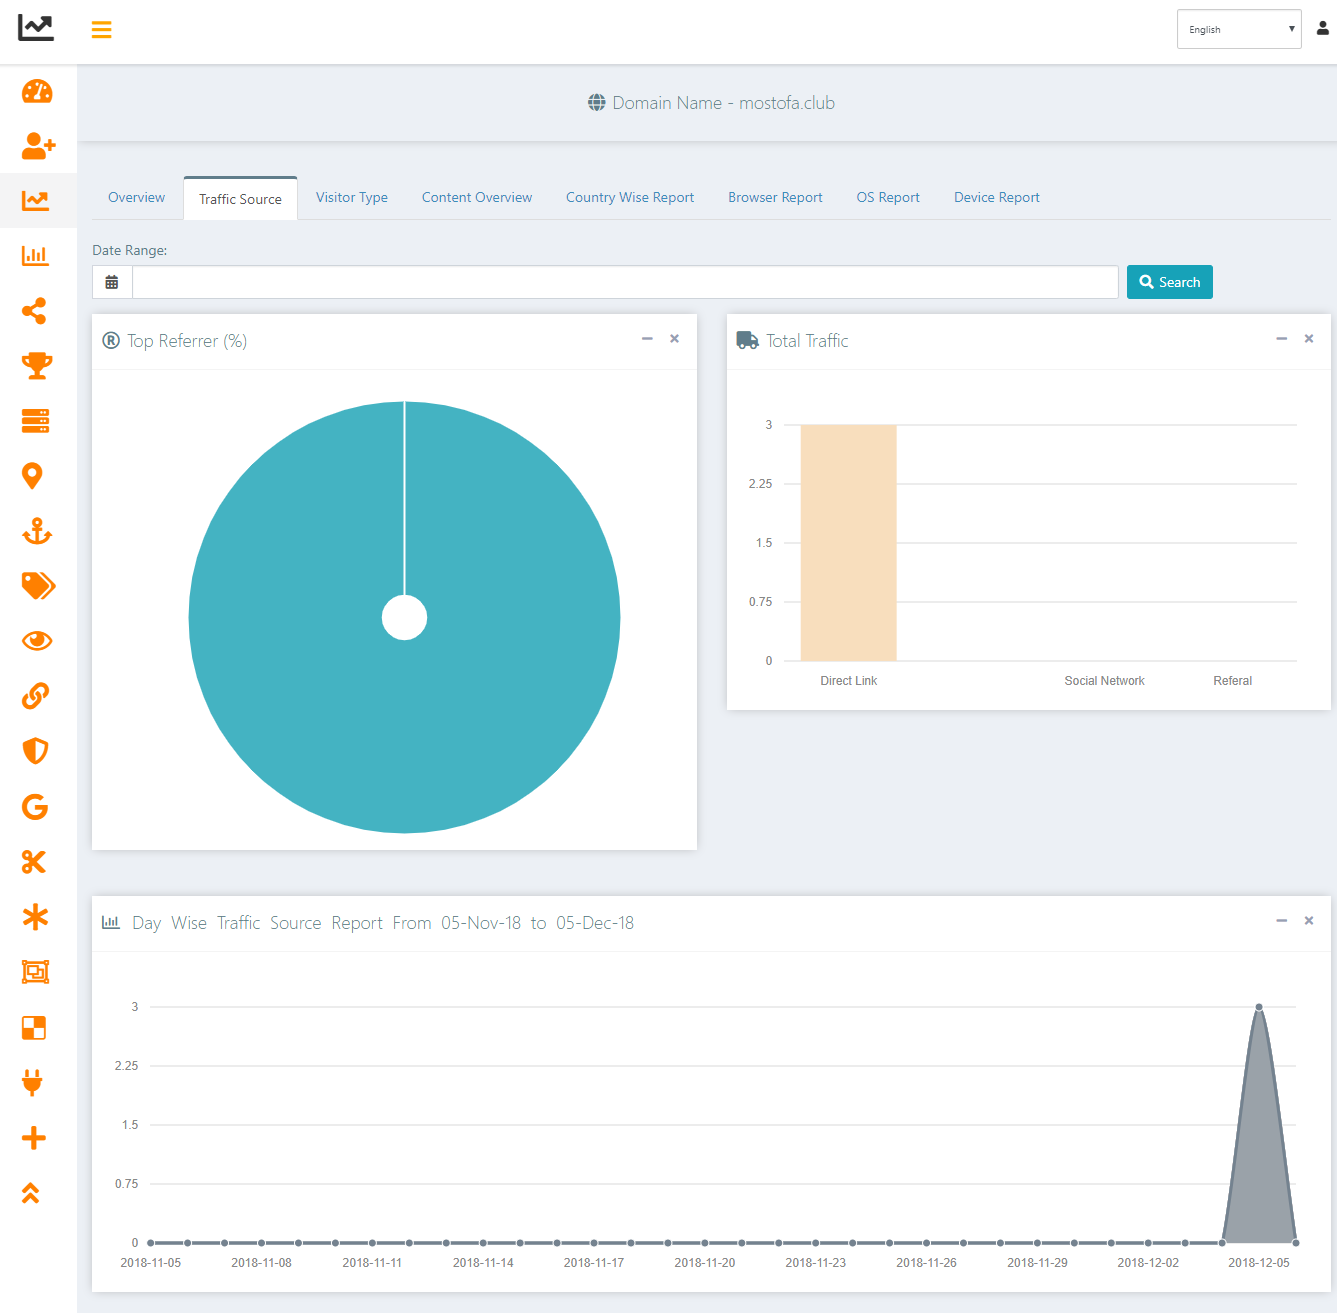 English
Domain Name - mostofa.club
Overview Traffic Source Visitor Type Content Overview Country Wise Report Browser Report OS Report Device Report
Date Range:
Search
Top Referrer (%)
Total Traffic
3
2.25
1.5
0.75
0
Direct Link Social Network Referal
Day Wise Traffic Source Report From 05-Nov-18 to 05-Dec-18
3
2.25
1.5
0.75
0
2018-11-05 2018-11-08 2018-11-11 2018-11-14 2018-11-17 2018-11-20 2018-11-23 2018-11-26 2018-11-29 2018-12-02 2018-12-05